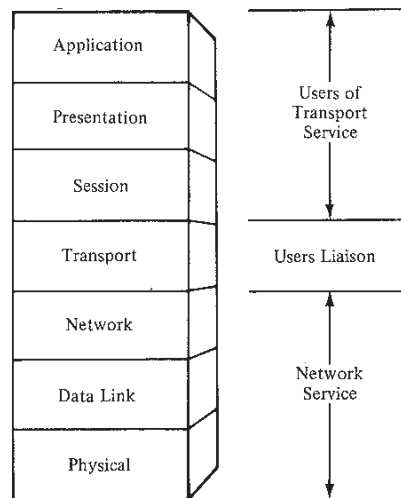 Application
Presentation
Session
Transport
Network
Data Link
Physical
Users of
Transport
Service
Users Liaison
Network
Service